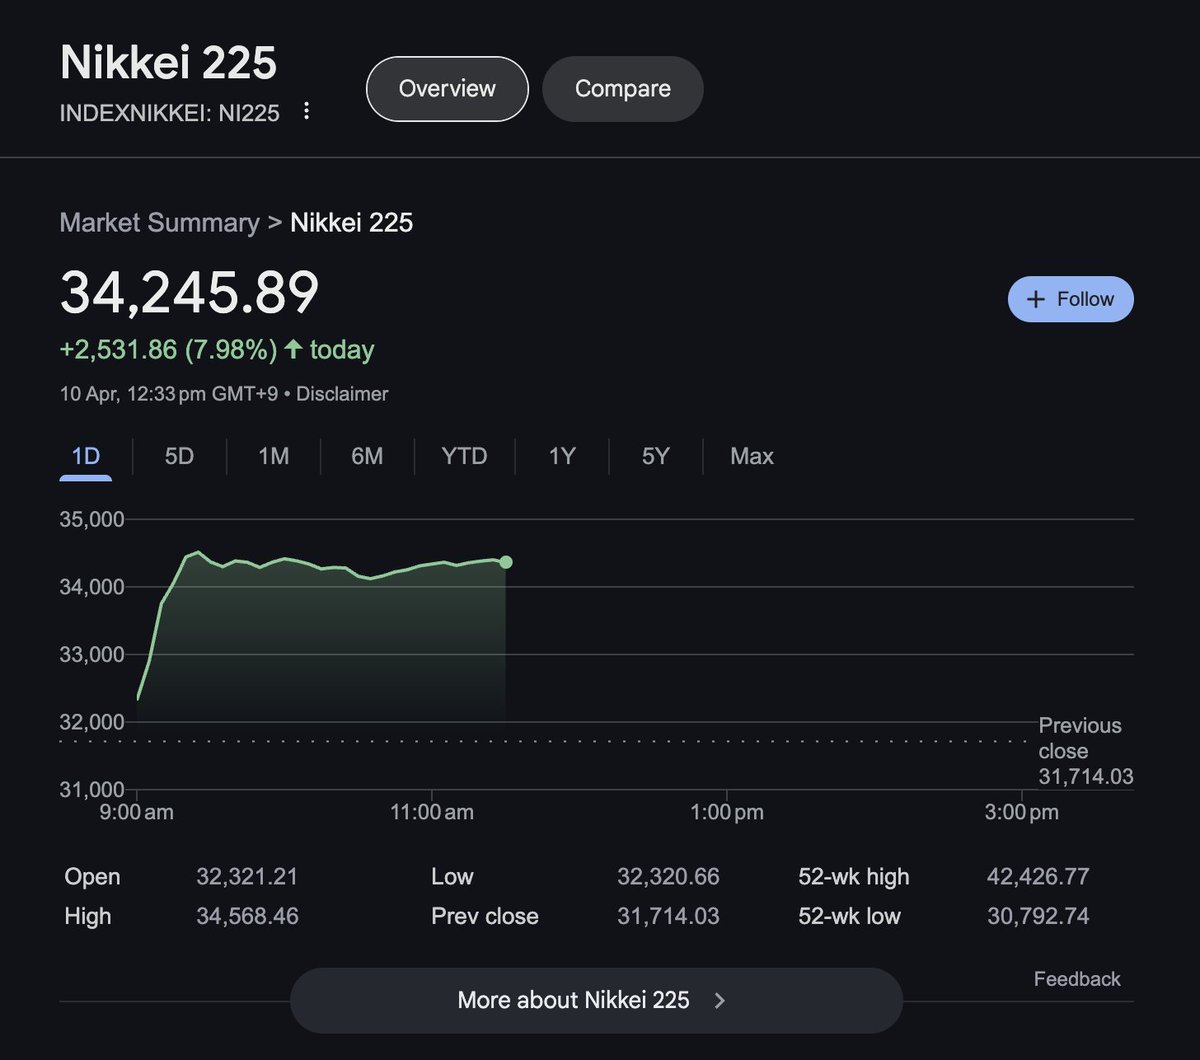 Nikkei 225
INDEXNIKKEI: NI225
Overview
Compare
Market Summary > Nikkei 225
34,245.89
+2,531.86 (7.98%) ↑ today
10 Apr, 12:33 pm GMT+9 • Disclaimer
+ Follow
1D 5D 1M 6M YTD 1Y 5Y Max
35,000
34,000
33,000
32,000
31,000
Previous
close
31,714.03
9:00 am 11:00 am 1:00 pm 3:00 pm
Open 32,321.21 Low 32,320.66 52-wk high 42,426.77
High 34,568.46 Prev close 31,714.03 52-wk low 30,792.74
Feedback
More about Nikkei 225 >